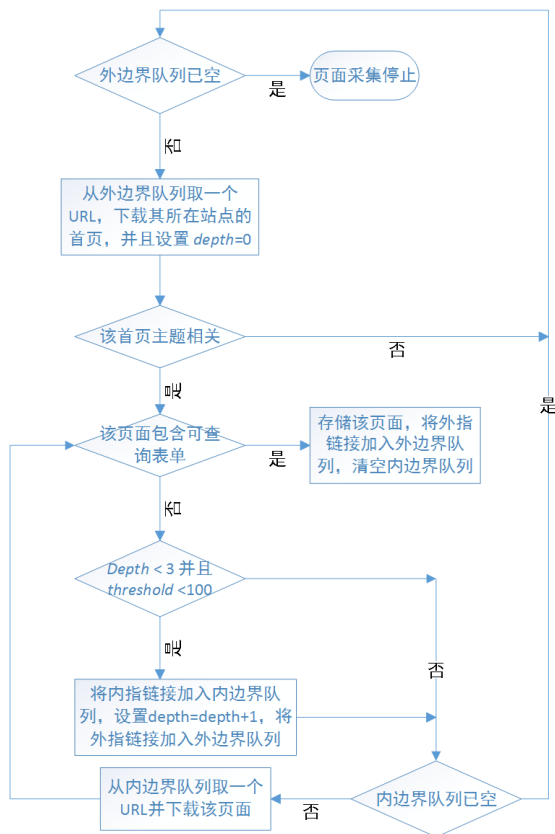 外边界队列已空
是
页面采集停止
否
从外边界队列取一个
URL，下载其所在站点的
首页，并且设置 depth=0
该首页主题相关
否
是
是
该页面包含可查
询表单
是
存储该页面，将外指
链接加入外边界队
列，清空内边界队列
否
Depth < 3 并且
threshold <100
是
否
将内指链接加入内边界队
列，设置depth=depth+1，将
外指链接加入外边界队列
从内边界队列取一个
URL并下载该页面
否
内边界队列已空